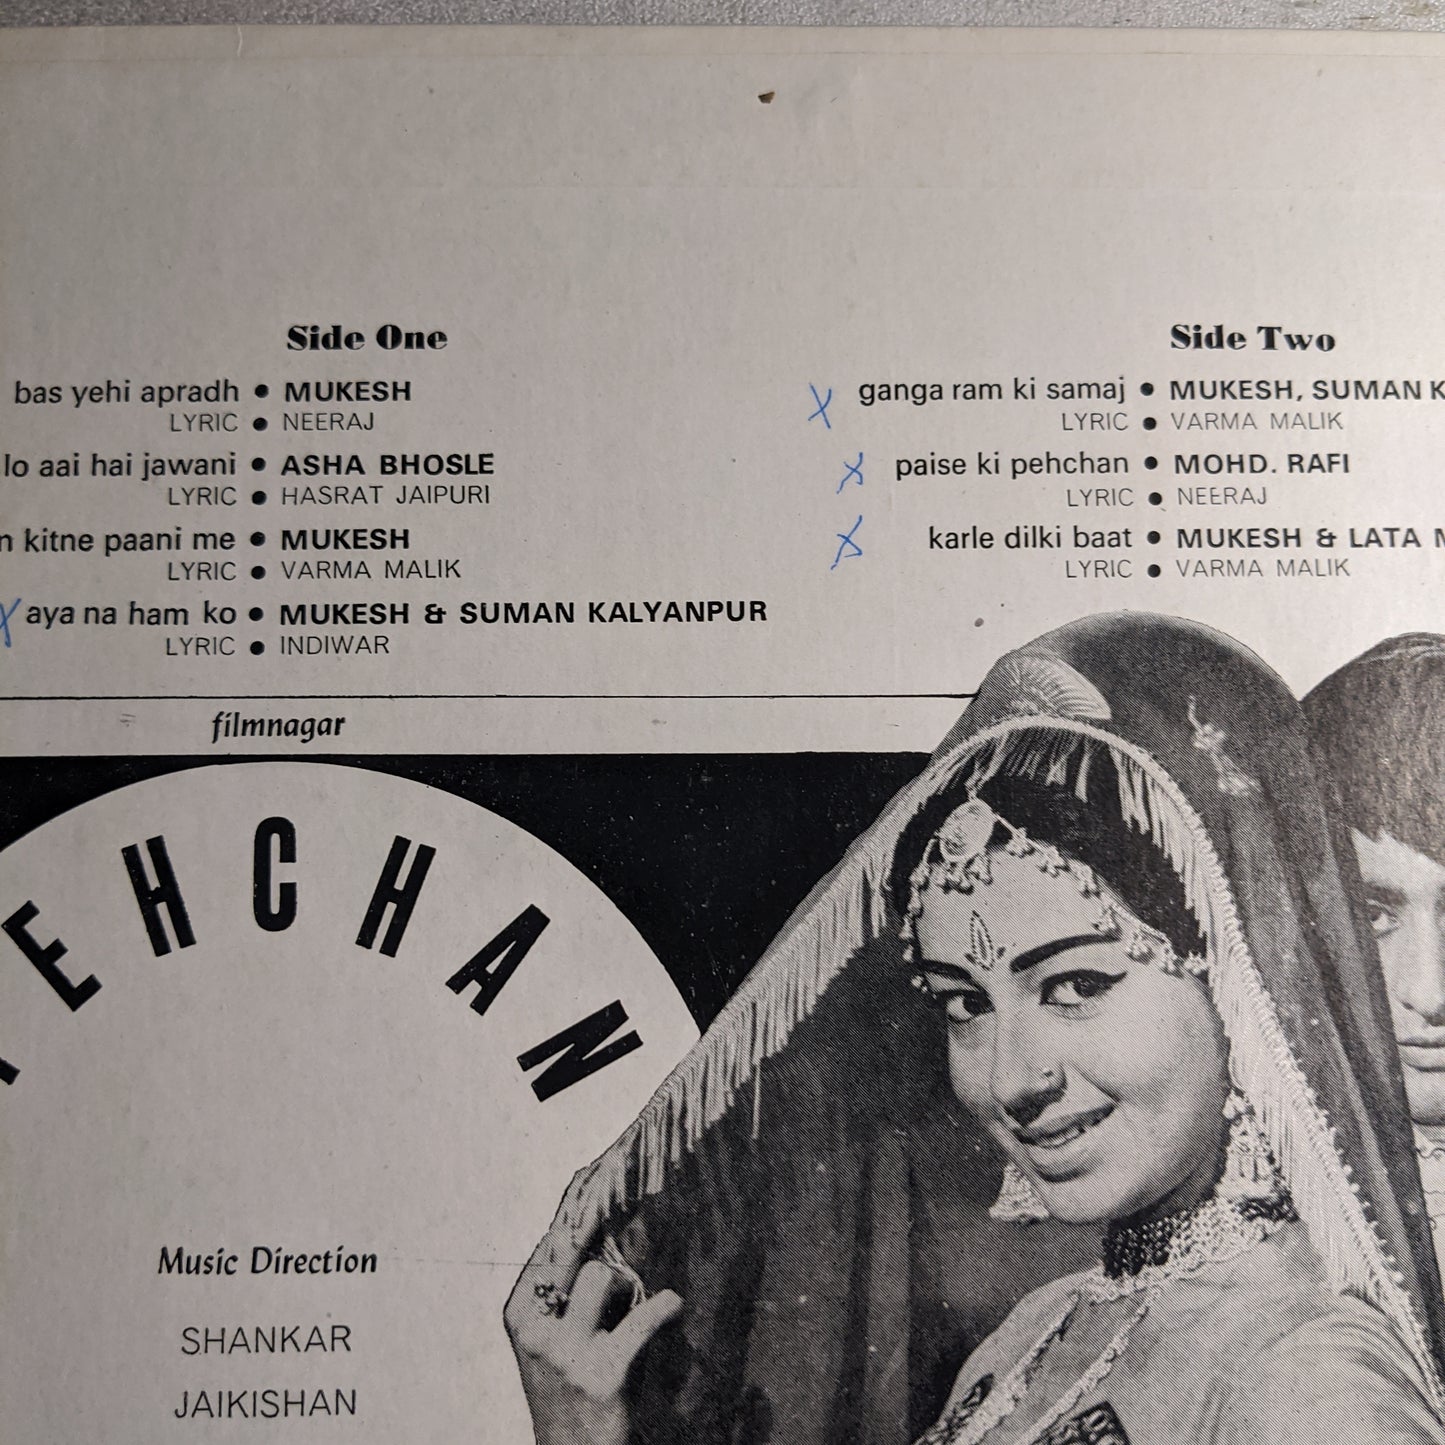 Side One
bas yehi apradh • MUKESH
LYRIC • NEERAJ
lo aai hai jawani • ASHA BHOSLE
LYRIC • HASRAT JAIPURI
kitne paani me • MUKESH
LYRIC • VARMA MALIK
aya na ham ko • MUKESH & SUMAN KALYANPUR
LYRIC • INDIWAR
Side Two
ganga ram ki samaj • MUKESH, SUMAN
LYRIC • VARMA MALIK
paise ki pehchan • MOHD. RAFI
LYRIC • NEERAJ
karle dilki baat • MUKESH & LATA
LYRIC • VARMA MALIK
filmnagar
EHCHAN
Music Direction
SHANKAR
JAIKISHAN